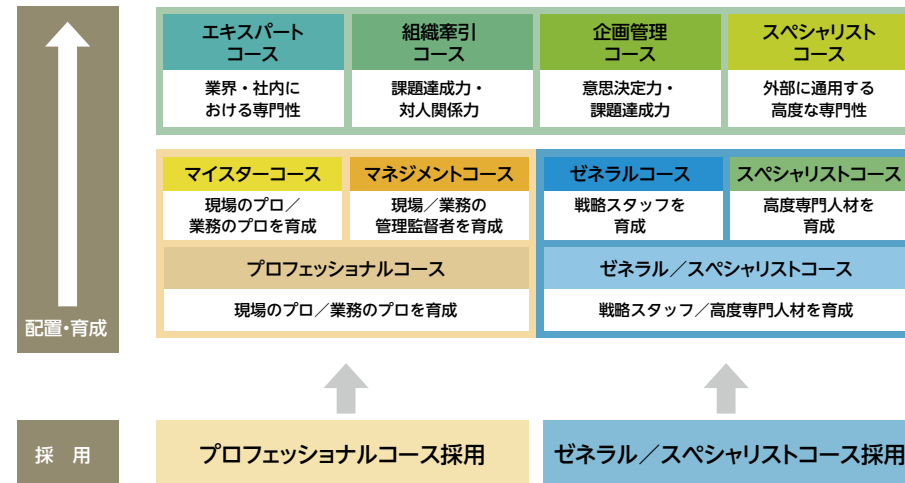 エキスパート
コース
業界・社内に
おける専門性
組織牽引
コース
課題達成力・
対人関係力
企画管理
コース
意思決定力・
課題達成力
スペシャリスト
コース
外部に通用する
高度な専門性
マイスターコース
現場のプロ／
業務のプロを育成
マネジメントコース
現場／業務の
管理監督者を育成
ゼネラルコース
戦略スタッフを
育成
スペシャリストコース
高度専門人材を
育成
プロフェッショナルコース
現場のプロ／業務のプロを育成
ゼネラル／スペシャリストコース
戦略スタッフ／高度専門人材を育成
配置・育成
採　用
プロフェッショナルコース採用
ゼネラル／スペシャリストコース採用